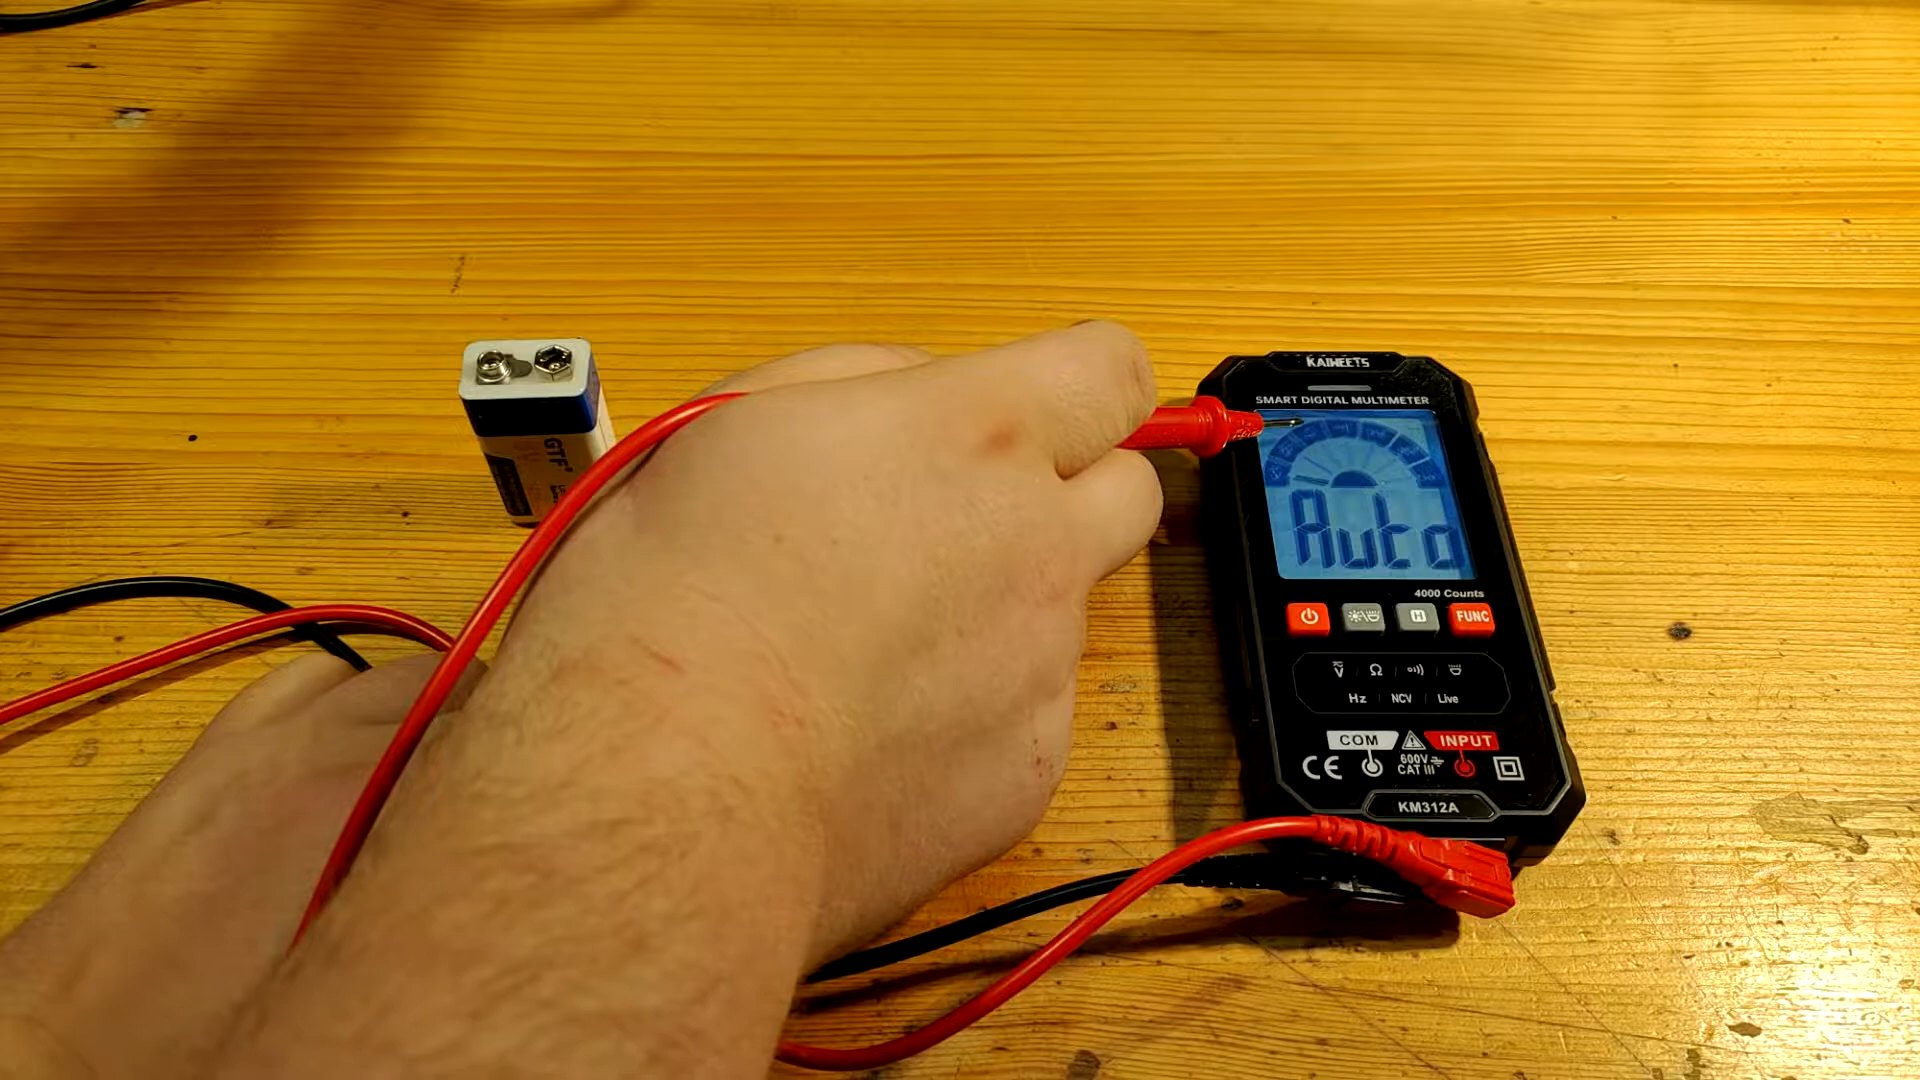 KAIWEETS
SMART DIGITAL MULTIMETER
Auto
4000 Counts
H FUNC
V Ω
Hz NCV Live
COM INPUT
CE 600V
CAT III
KM312A
GTF